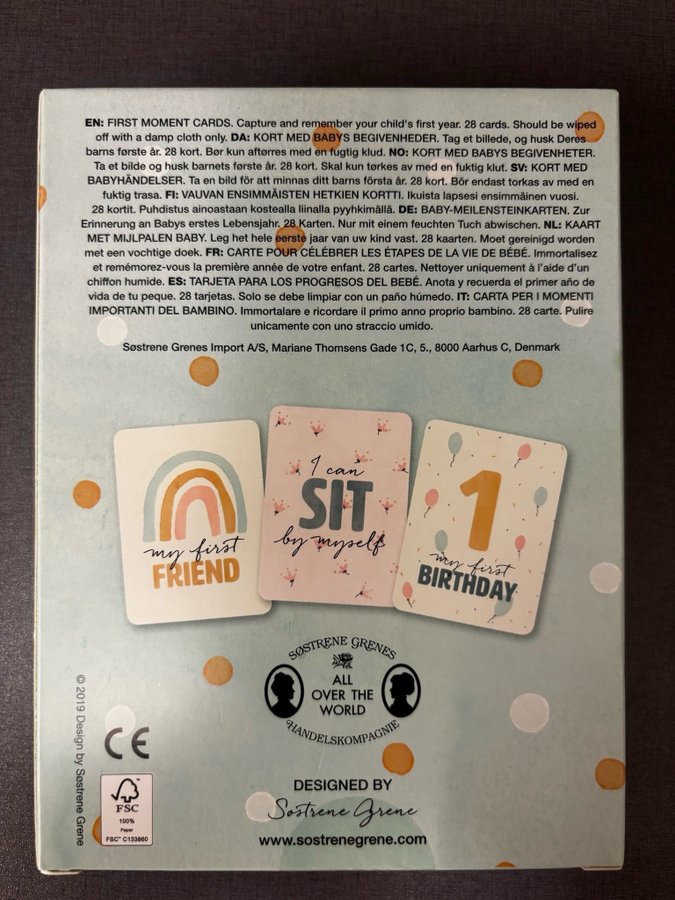 EN: FIRST MOMENT CARDS. Capture and remember your child's first year. 28 cards. Should be wiped
off with a damp cloth only. DA: KORT MED BABYS BEGIVENHEDER. Tag et billede, og husk Deres
barns første år. 28 kort. Bør kun aftørres med en fugtig klud. NO: KORT MED BABYS BEGIVENHETER.
Ta et bilde og husk barnets første år. 28 kort. Skal kun tørkes av med en fuktig klut. SV: KORT MED
BABYHÄNDELSER. Ta en bild för att minnas ditt barns första år. 28 kort. Bör endast torkas av med en
fuktig trasa. FI: VAUVAN ENSIMMÄISTEN HETKIEN KORTTI. Ikuista lapsesi ensimmäinen vuosi.
28 kortit. Puhdistus ainoastaan kostealla liinalla pyyhkimällä. DE: BABY-MEILENSTEINKARTEN. Zur
Erinnerung an Babys erstes Lebensjahr. 28 Karten. Nur mit einem feuchten Tuch abwischen. NL: KAART
MET MIJLPALEN BABY. Leg het hele eerste jaar van uw kind vast. 28 kaarten. Moet gereinigd worden
met een vochtige doek. FR: CARTE POUR CÉLÉBRER LES ÉTAPES DE LA VIE DE BÉBÉ. Immortalisez
et remémorez-vous la première année de votre enfant. 28 cartes. Nettoyer uniquement à l'aide d'un
chiffon humide. ES: TARJETA PARA LOS PROGRESOS DEL BEBÉ. Anota y recuerda el primer año de
vida de tu peque. 28 tarjetas. Solo se debe limpiar con un paño húmedo. IT: CARTA PER I MOMENTI
IMPORTANTI DEL BAMBINO. Immortalare e ricordare il primo anno proprio bambino. 28 carte. Pulire
unicamente con uno straccio umido.
Søstrene Grenes Import A/S, Mariane Thomsens Gade 1C, 5., 8000 Aarhus C, Denmark
my first
FRIEND
I can
SIT
by myself
1
my first
BIRTHDAY
SØSTRENE GRENES
ALL
OVER THE
WORLD
HANDELSKOMPAGNIE
© 2019 Design by Søstrene Grene
CE
FSC
100%
Paper
FSC® C133860
DESIGNED BY
Søstrene Grene
www.sostrenegrene.com